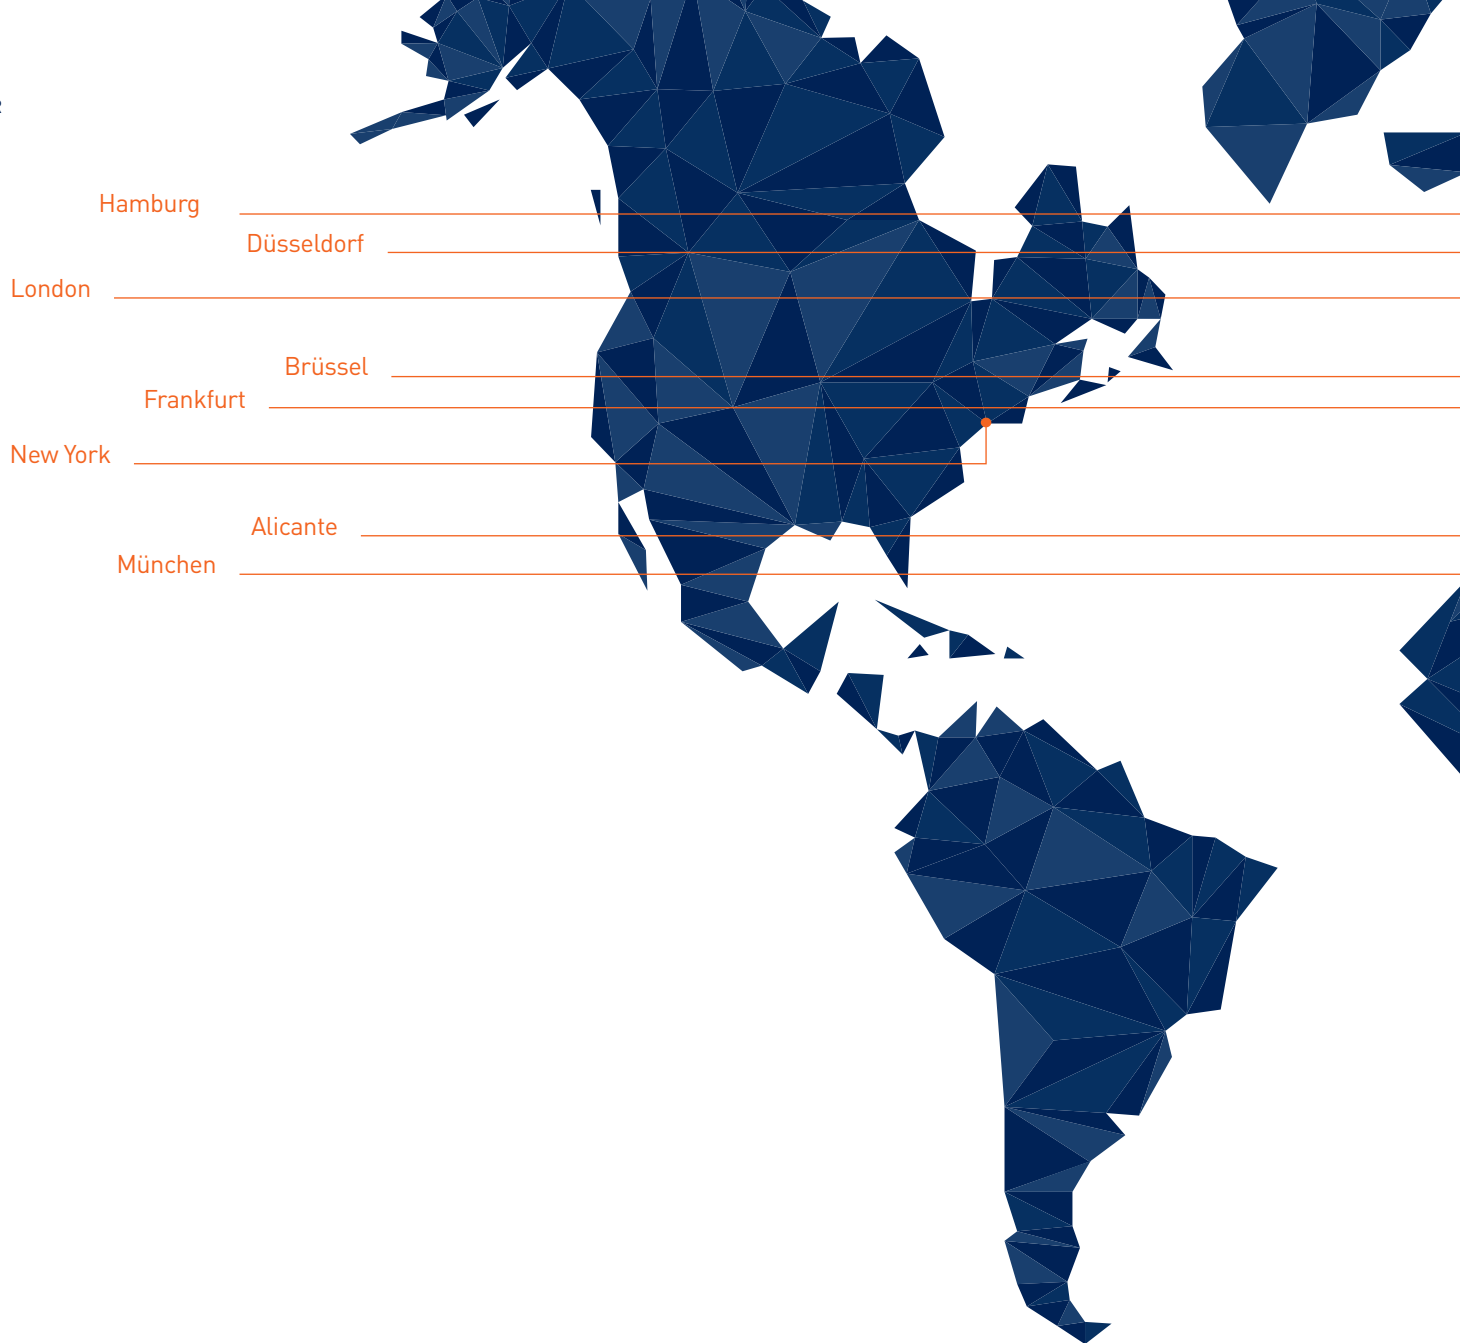 Hamburg
Düsseldorf
London
Brüssel
Frankfurt
New York
Alicante
München